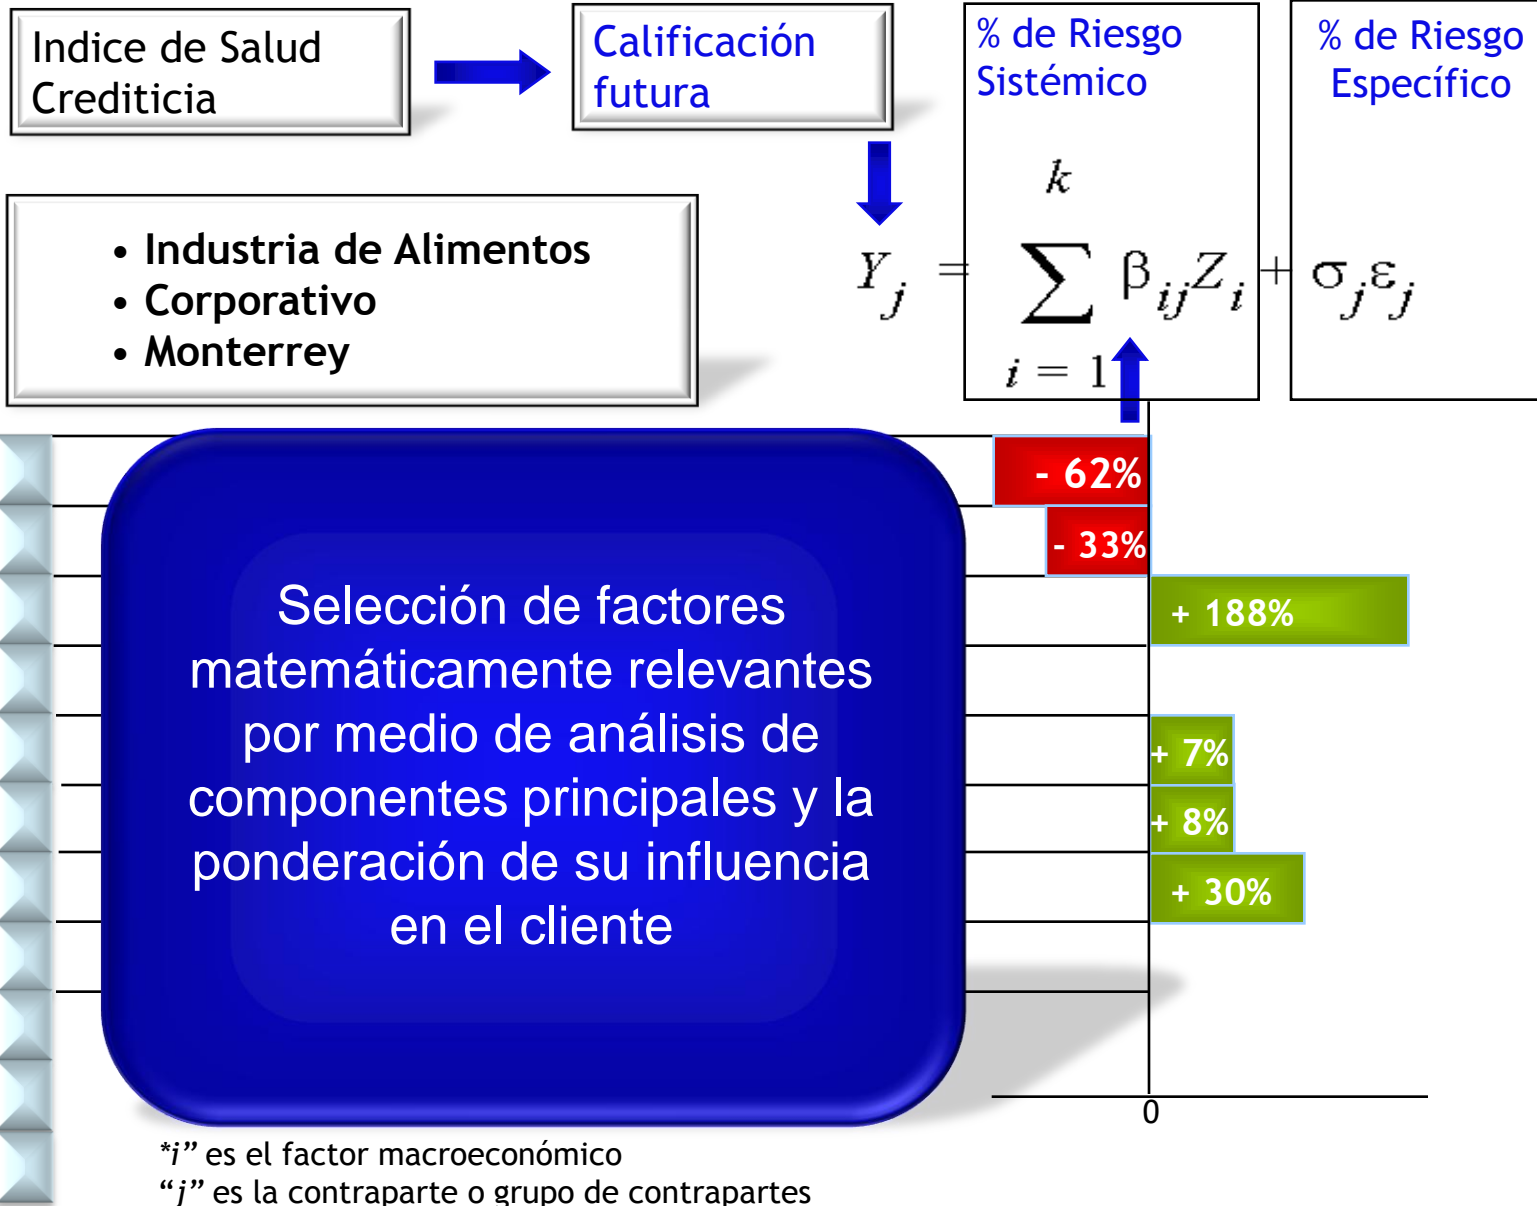 Indice de Salud
Crediticia
Calificación
futura
% de Riesgo
Sistémico
% de Riesgo
Específico
• Industria de Alimentos
• Corporativo
• Monterrey
k
Y_j = ∑ β_ij Z_i + σ_j ε_j
i = 1
- 62%
- 33%
+ 188%
+ 7%
+ 8%
+ 30%
Selección de factores
matemáticamente relevantes
por medio de análisis de
componentes principales y la
ponderación de su influencia
en el cliente
0
*i” es el factor macroeconómico
“j” es la contraparte o grupo de contrapartes